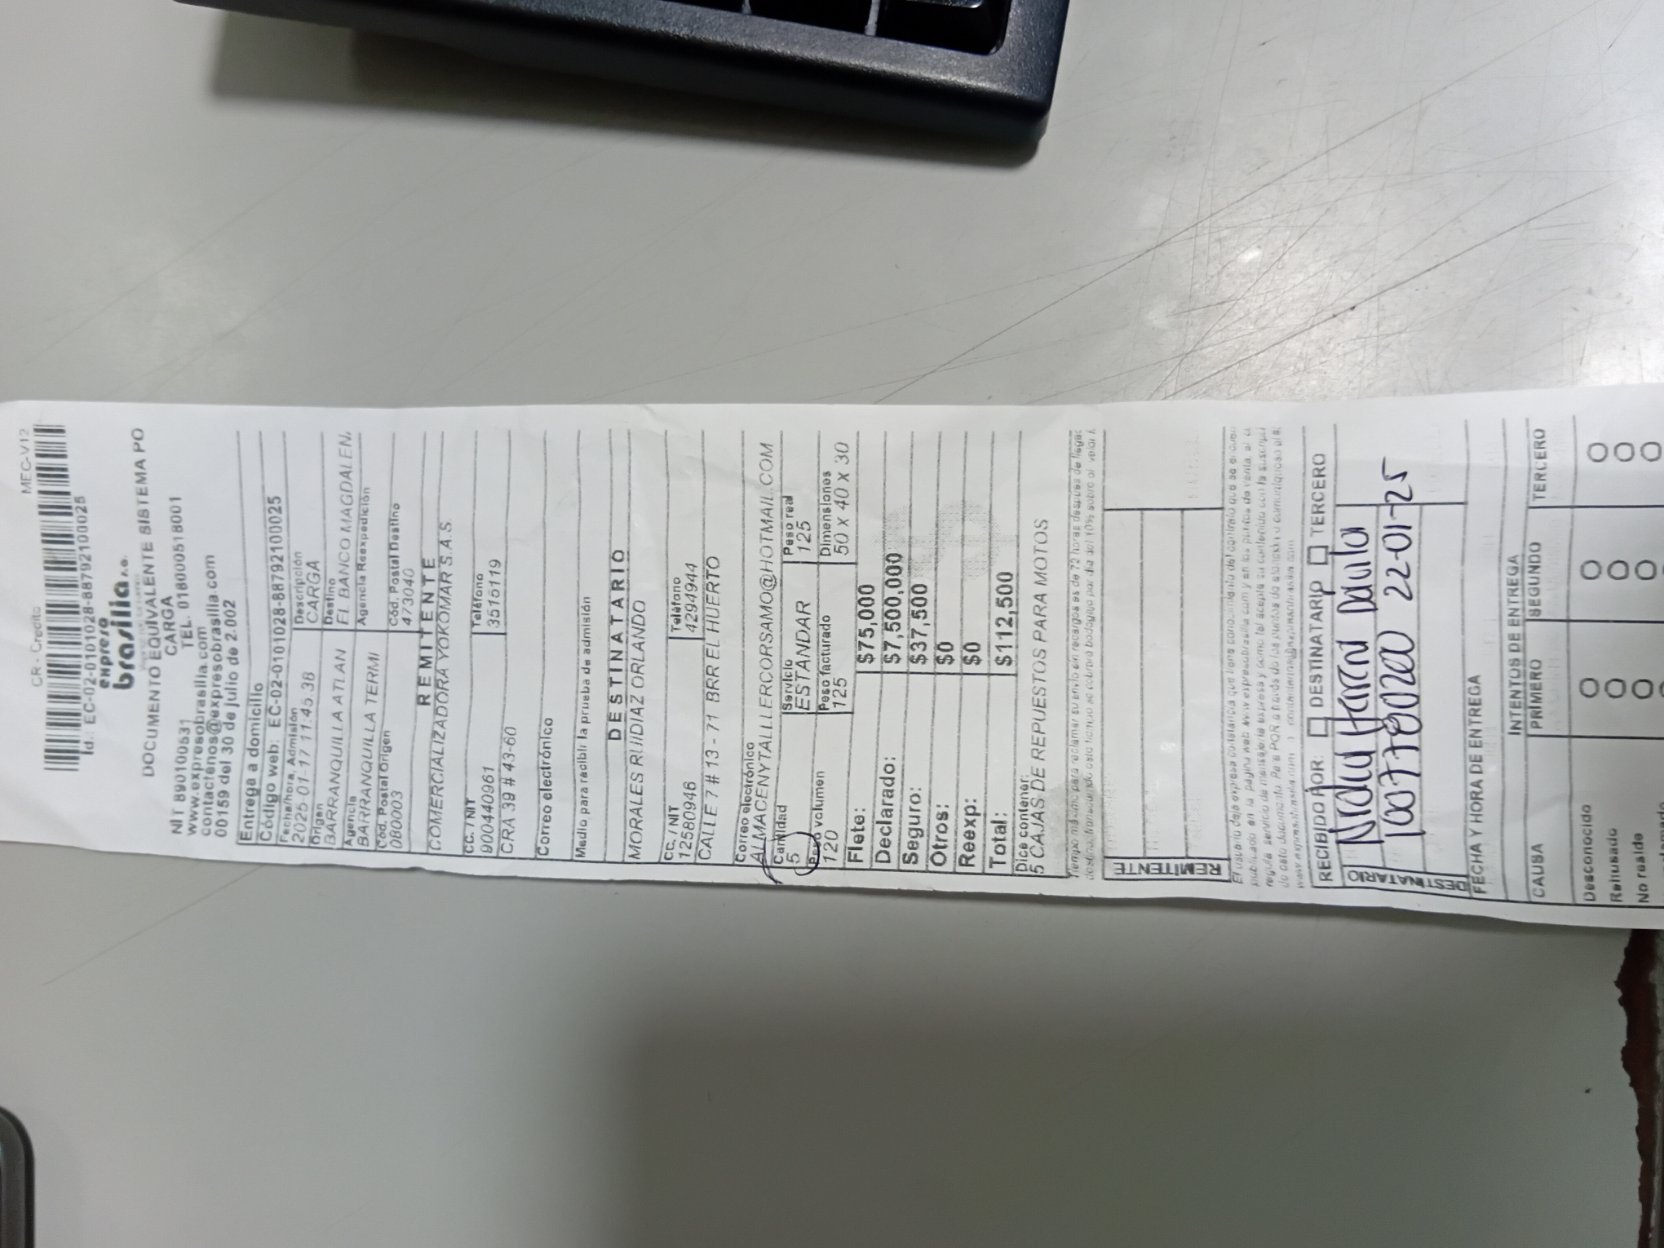 CR - Credito MEC-V12
Id.: EC-02-0101028-88792100025
expreso
brasilia s.a.
DOCUMENTO EQUIVALENTE SISTEMA PO
CARGA
NIT 890100531 TEL. 018000518001
www.expresobrasilia.com
contactenos@expresobrasilia.com
00159 del 30 de julio de 2.002
Entrega a domicilio
Código web: EC-02-0101028-8879210025
Fecha/hora, Admisión Descripción
2025-01-17 11:45:38 CARGA
Origen Destino
BARRANQUILLA ATLAN EL BANCO MAGDALEN,
Agencia Agencia Reexpedición
BARRANQUILLA TERMI
Cód. Postal Origen Cód. Postal Destino
080003 473040
REMITENTE
COMERCIALIZADORA YOKOMAR S.A.S.
CC. / NIT Teléfono
900440961 3515119
CRA 39 # 43-60
Correo electrónico
Medio para recibir la prueba de admisión
DESTINATARIO
MORALES RUIDIAZ ORLANDO
CC. / NIT Teléfono
12580946 4294944
CALLE 7 # 13 - 71 BRR EL HUERTO
Correo electrónico
ALMACENYTALLERCORSAMO@HOTMAIL.COM
Cantidad Servicio Peso real
5 ESTANDAR 125
Peso volumen Peso facturado Dimensiones
120 125 50 X 40 X 30
Flete: $75,000
Declarado: $7,500,000
Seguro: $37,500
Otros: $0
Reexp: $0
Total: $112,500
Dice contener:
5 CAJAS DE REPUESTOS PARA MOTOS
REMITENTE
RECIBIDO POR: DESTINATARIO TERCERO
DESTINATARIO
1007780200 22-01-25
FECHA Y HORA DE ENTREGA
INTENTOS DE ENTREGA
CAUSA PRIMERO SEGUNDO TERCERO
Desconocido
Rehusado
No reside